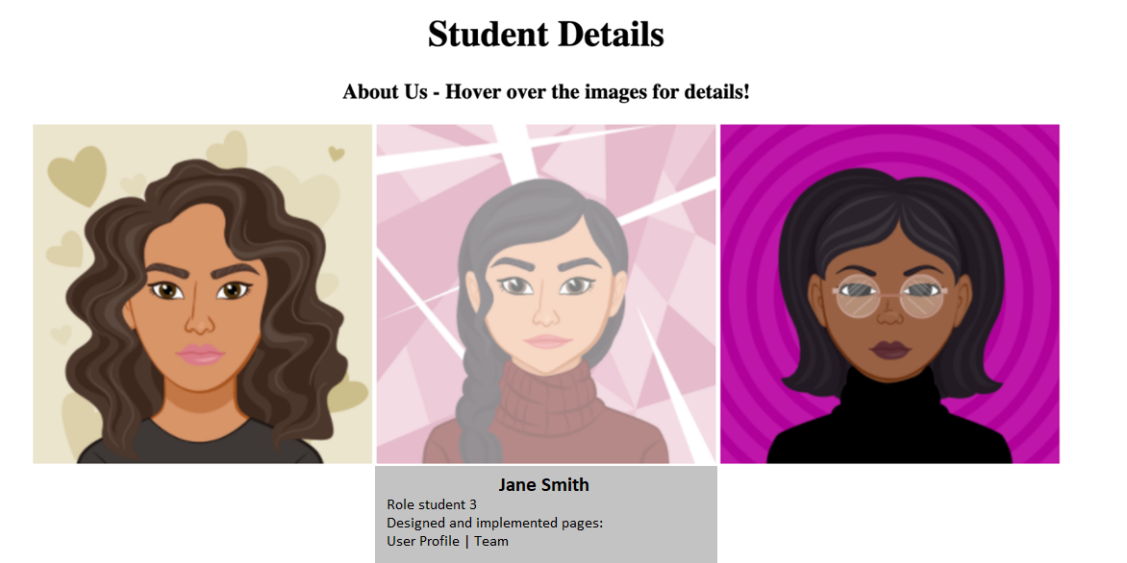 Student Details
About Us - Hover over the images for details!
Jane Smith
Role student 3
Designed and implemented pages:
User Profile | Team